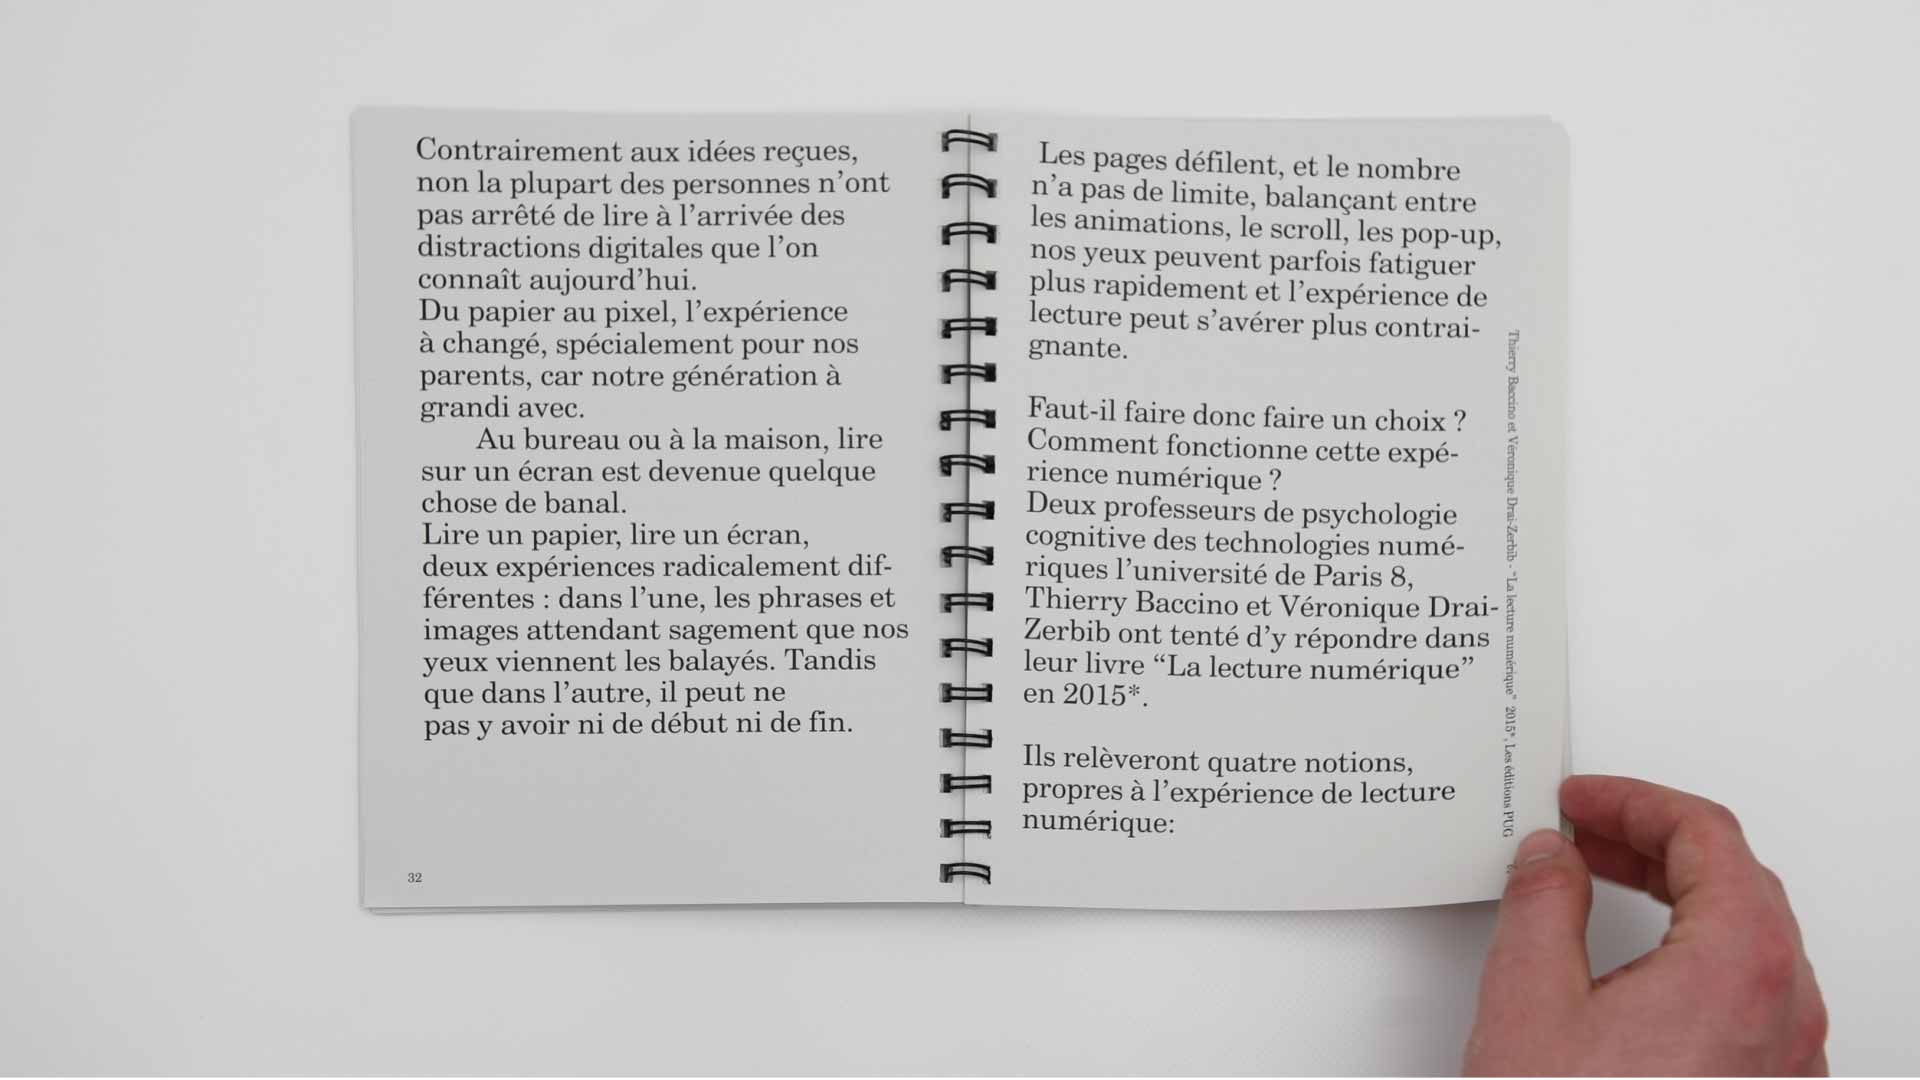 Contrairement aux idées reçues,
non la plupart des personnes n’ont
pas arrêté de lire à l’arrivée des
distractions digitales que l’on
connaît aujourd’hui.
Du papier au pixel, l’expérience
à changé, spécialement pour nos
parents, car notre génération à
grandi avec.
Au bureau ou à la maison, lire
sur un écran est devenue quelque
chose de banal.
Lire un papier, lire un écran,
deux expériences radicalement dif-
férentes : dans l’une, les phrases et
images attendant sagement que nos
yeux viennent les balayés. Tandis
que dans l’autre, il peut ne
pas y avoir ni de début ni de fin.
32
Les pages défilent, et le nombre
n’a pas de limite, balançant entre
les animations, le scroll, les pop-up,
nos yeux peuvent parfois fatiguer
plus rapidement et l’expérience de
lecture peut s’avérer plus contrai-
gnante.
Faut-il faire donc faire un choix ?
Comment fonctionne cette expé-
rience numérique ?
Deux professeurs de psychologie
cognitive des technologies numé-
riques l’université de Paris 8,
Thierry Baccino et Véronique Drai-
Zerbib ont tenté d’y répondre dans
leur livre “La lecture numérique”
en 2015*.
Ils relèveront quatre notions,
propres à l’expérience de lecture
numérique:
Thierry Baccino et Véronique Drai-Zerbib - “La lecture numérique” 2015*, Les éditions PUG